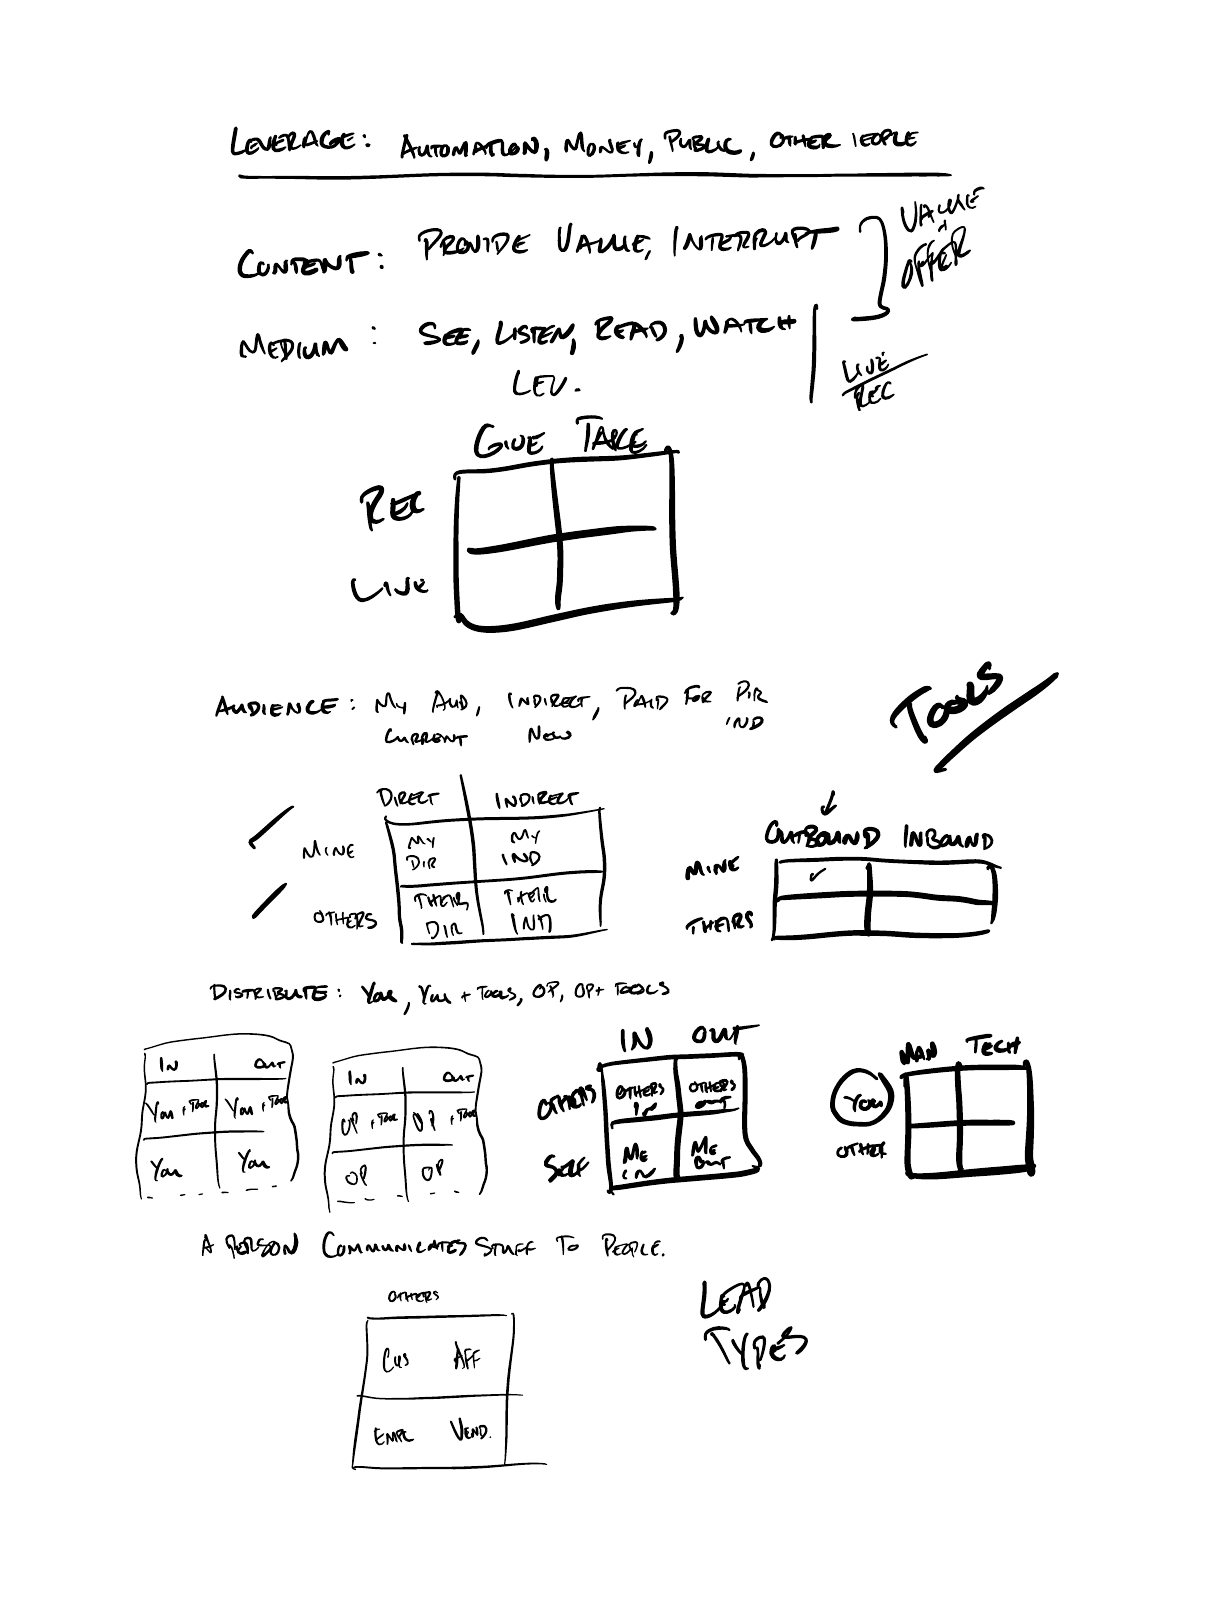 LEVERAGE: AUTOMATION, MONEY, PUBLIC, OTHER PEOPLE
CONTENT: PROVIDE VALUE, INTERRUPT
VALUE
+
OFFER
MEDIUM: SEE, LISTEN, READ, WATCH
LIVE
REC
LEV.
GIVE TAKE
REC
LIVE
TOOLS
AUDIENCE: MY AUD, INDIRECT, PAID FOR DIR
CURRENT NEW IND
DIRECT INDIRECT
MINE MY DIR MY IND
OTHERS THEIR DIR THEIR IND
OUTBOUND INBOUND
MINE ✓
THEIRS
DISTRIBUTE: YOU, YOU + TOOLS, OP, OP + TOOLS
IN OUT
YOU + TOOL YOU + TOOL
YOU YOU
IN OUT
OP + TOOL OP + TOOL
OP OP
IN OUT
OTHERS OTHERS IN OTHERS OUT
SELF ME IN ME OUT
MAN TECH
YOU
OTHER
A PERSON COMMUNICATES STUFF TO PEOPLE.
OTHERS
CUS AFF
EMPL VEND.
LEAD
TYPES